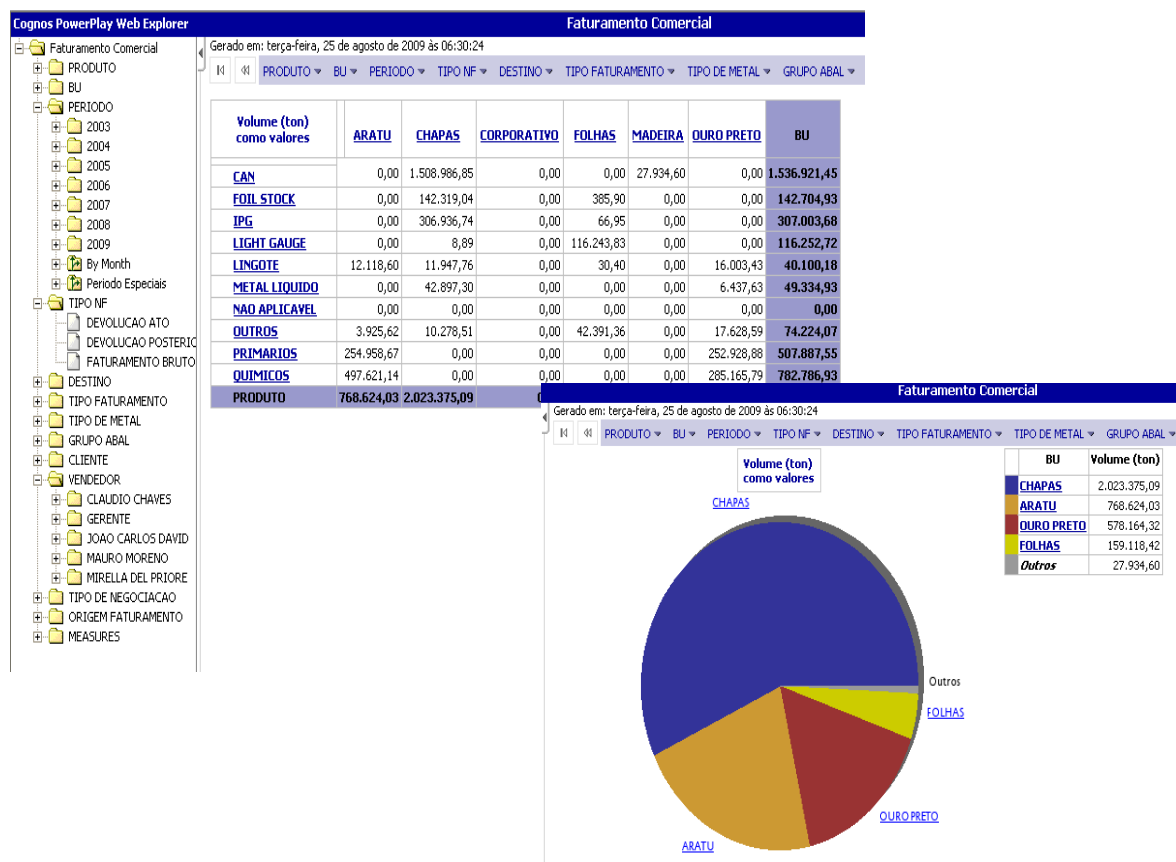 Cognos PowerPlay Web Explorer
Faturamento Comercial
Faturamento Comercial
PRODUTO
BU
PERIODO
2003
2004
2005
2006
2007
2008
2009
By Month
Periodo Especiais
TIPO NF
DEVOLUCAO ATO
DEVOLUCAO POSTERIC
FATURAMENTO BRUTO
DESTINO
TIPO FATURAMENTO
TIPO DE METAL
GRUPO ABAL
CLIENTE
VENDEDOR
CLAUDIO CHAVES
GERENTE
JOAO CARLOS DAVID
MAURO MORENO
MIRELLA DEL PRIORE
TIPO DE NEGOCIACAO
ORIGEM FATURAMENTO
MEASURES
Gerado em: terça-feira, 25 de agosto de 2009 às 06:30:24
PRODUTO BU PERIODO TIPO NF DESTINO TIPO FATURAMENTO TIPO DE METAL GRUPO ABAL
Volume (ton)
como valores ARATU CHAPAS CORPORATIVO FOLHAS MADEIRA OURO PRETO BU
CAN 0,00 1.508.986,85 0,00 0,00 27.934,60 0,00 1.536.921,45
FOIL STOCK 0,00 142.319,04 0,00 385,90 0,00 0,00 142.704,93
IPG 0,00 306.936,74 0,00 66,95 0,00 0,00 307.003,68
LIGHT GAUGE 0,00 8,89 0,00 116.243,83 0,00 0,00 116.252,72
LINGOTE 12.118,60 11.947,76 0,00 30,40 0,00 16.003,43 40.100,18
METAL LIQUIDO 0,00 42.897,30 0,00 0,00 0,00 6.437,63 49.334,93
NAO APLICAVEL 0,00 0,00 0,00 0,00 0,00 0,00 0,00
OUTROS 3.925,62 10.278,51 0,00 42.391,36 0,00 17.628,59 74.224,07
PRIMARIOS 254.958,67 0,00 0,00 0,00 0,00 252.928,88 507.887,55
QUIMICOS 497.621,14 0,00 0,00 0,00 0,00 285.165,79 782.786,93
PRODUTO 768.624,03 2.023.375,09
Faturamento Comercial
Gerado em: terça-feira, 25 de agosto de 2009 às 06:30:24
PRODUTO BU PERIODO TIPO NF DESTINO TIPO FATURAMENTO TIPO DE METAL GRUPO ABAL
Volume (ton)
como valores
BU Volume (ton)
CHAPAS 2.023.375,09
ARATU 768.624,03
OURO PRETO 578.164,32
FOLHAS 159.118,42
Outros 27.934,60
CHAPAS
Outros
FOLHAS
OURO PRETO
ARATU